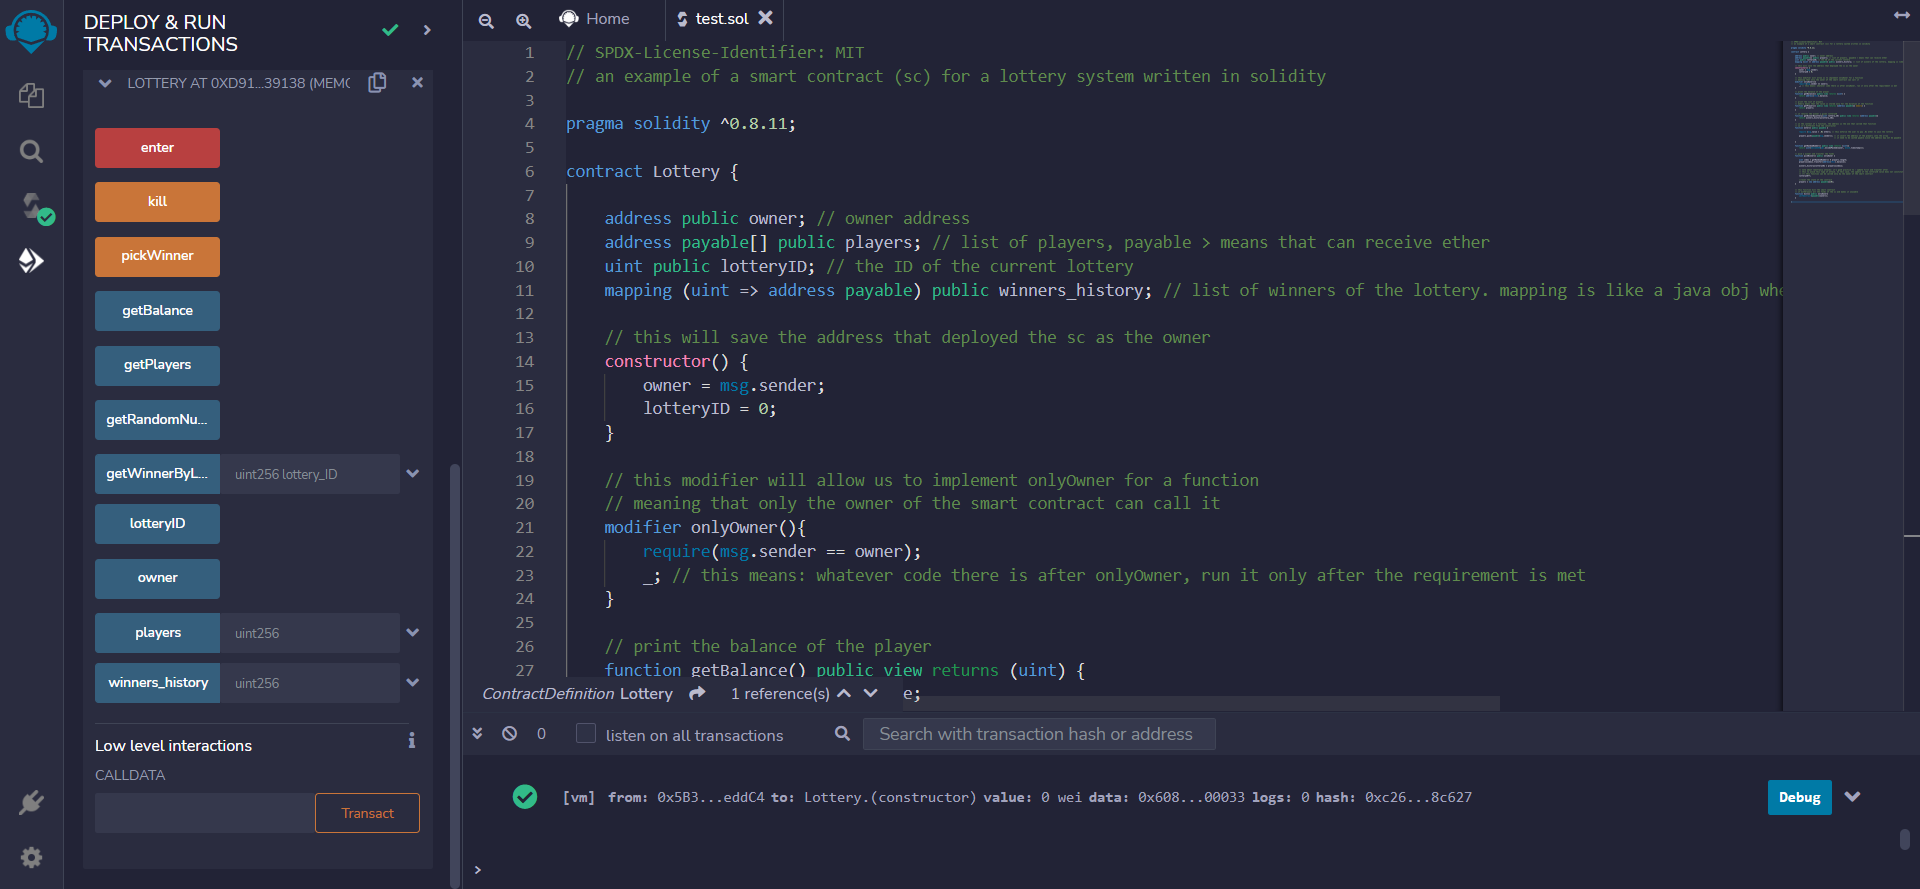 DEPLOY & RUN
TRANSACTIONS
LOTTERY AT 0XD91...39138 (MEMO
enter
kill
pickWinner
getBalance
getPlayers
getRandomNu...
getWinnerByL... uint256 lottery_ID
lotteryID
owner
players uint256
winners_history uint256
Low level interactions
CALLDATA
Transact
Home test.sol
1 // SPDX-License-Identifier: MIT
2 // an example of a smart contract (sc) for a lottery system written in solidity
3
4 pragma solidity ^0.8.11;
5
6 contract Lottery {
7
8 address public owner; // owner address
9 address payable[] public players; // list of players, payable > means that can receive ether
10 uint public lotteryID; // the ID of the current lottery
11 mapping (uint => address payable) public winners_history; // list of winners of the lottery. mapping is like a java obj whe
12
13 // this will save the address that deployed the sc as the owner
14 constructor() {
15 owner = msg.sender;
16 lotteryID = 0;
17 }
18
19 // this modifier will allow us to implement onlyOwner for a function
20 // meaning that only the owner of the smart contract can call it
21 modifier onlyOwner(){
22 require(msg.sender == owner);
23 _; // this means: whatever code there is after onlyOwner, run it only after the requirement is met
24 }
25
26 // print the balance of the player
27 function getBalance() public view returns (uint) {
ContractDefinition Lottery 1 reference(s) e;
0 listen on all transactions Search with transaction hash or address
[vm] from: 0x5B3...eddC4 to: Lottery.(constructor) value: 0 wei data: 0x608...00033 logs: 0 hash: 0xc26...8c627 Debug
>